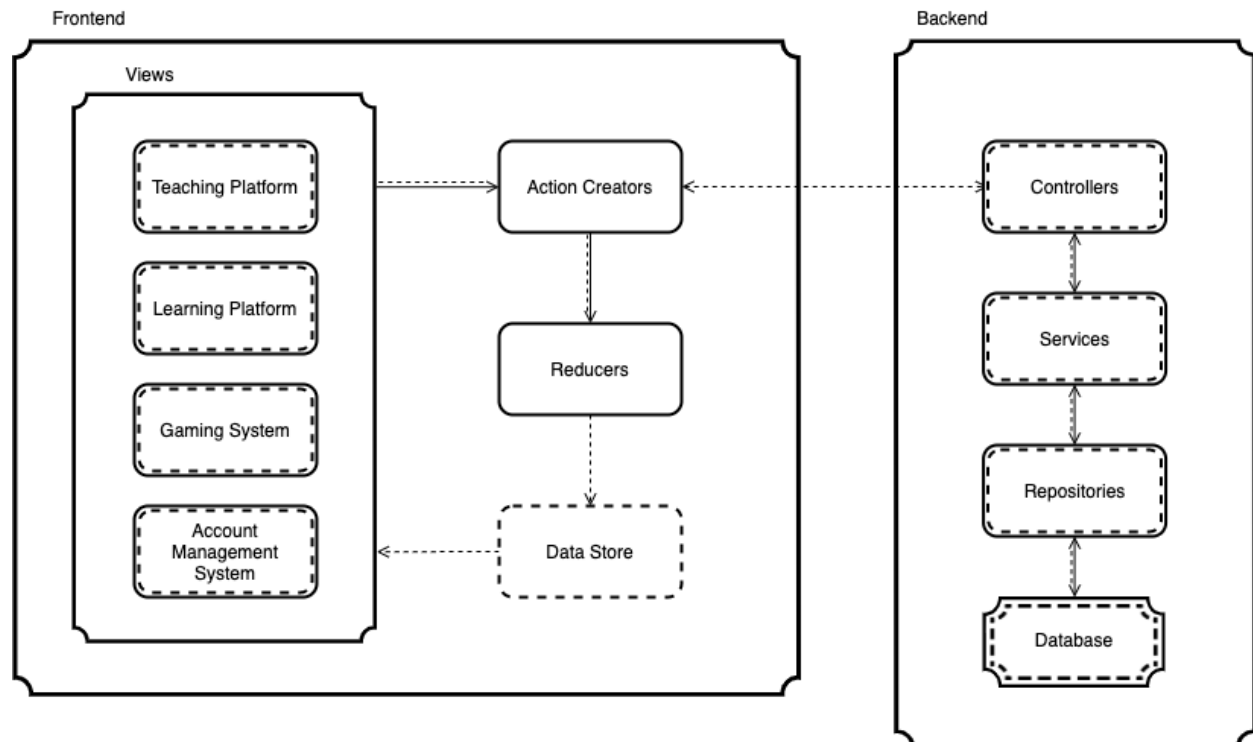 Frontend
Backend
Views
Teaching Platform
Action Creators
Controllers
Learning Platform
Services
Reducers
Gaming System
Repositories
Account
Management
System
Data Store
Database